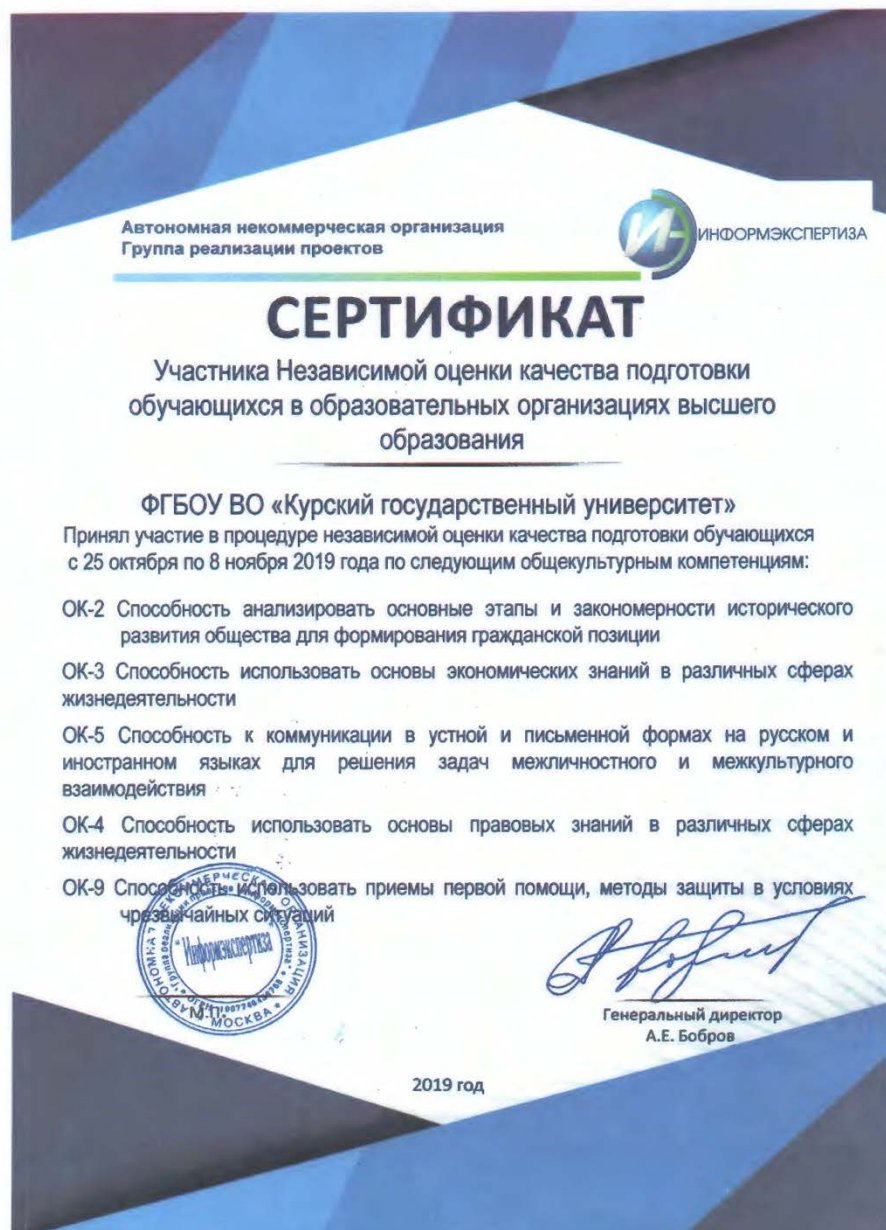 Автономная некоммерческая организация
Группа реализации проектов
ИНФОРМЭКСПЕРТИЗА
СЕРТИФИКАТ
Участника Независимой оценки качества подготовки
обучающихся в образовательных организациях высшего
образования
ФГБОУ ВО «Курский государственный университет»
Принял участие в процедуре независимой оценки качества подготовки обучающихся
с 25 октября по 8 ноября 2019 года по следующим общекультурным компетенциям:
ОК-2 Способность анализировать основные этапы и закономерности исторического
развития общества для формирования гражданской позиции
ОК-3 Способность использовать основы экономических знаний в различных сферах
жизнедеятельности
ОК-5 Способность к коммуникации в устной и письменной формах на русском и
иностранном языках для решения задач межличностного и межкультурного
взаимодействия
ОК-4 Способность использовать основы правовых знаний в различных сферах
жизнедеятельности
ОК-9 Способность использовать приемы первой помощи, методы защиты в условиях
чрезвычайных ситуаций
"Информэкспертиза"
МОСКВА
М.П.
Генеральный директор
А.Е. Бобров
2019 год